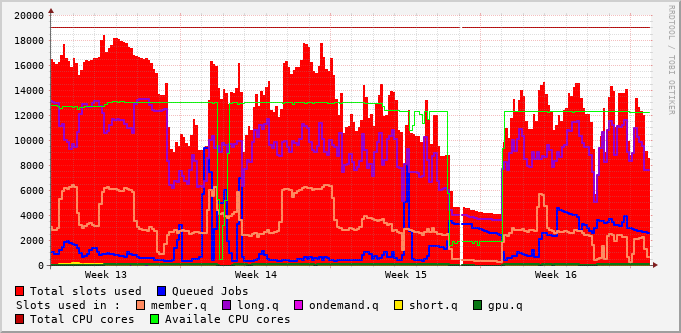 20000
18000
16000
14000
12000
10000
8000
6000
4000
2000
0
Week 13 Week 14 Week 15 Week 16
Total slots used Queued Jobs
Slots used in : member.q long.q ondemand.q short.q gpu.q
Total CPU cores Availale CPU cores
RRDTOOL / TOBI OETIKER